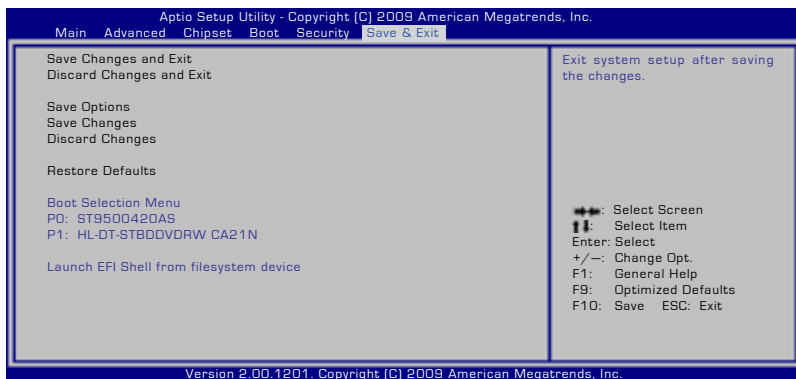 Aptio Setup Utility - Copyright (C) 2009 American Megatrends, Inc.
Main Advanced Chipset Boot Security Save & Exit
Save Changes and Exit
Discard Changes and Exit
Save Options
Save Changes
Discard Changes
Restore Defaults
Boot Selection Menu
P0: ST9500420AS
P1: HL-DT-STBDDVDRW CA21N
Launch EFI Shell from filesystem device
Exit system setup after saving
the changes.
: Select Screen
: Select Item
Enter: Select
+/−: Change Opt.
F1: General Help
F9: Optimized Defaults
F10: Save ESC: Exit
Version 2.00.1201. Copyright (C) 2009 American Megatrends, Inc.